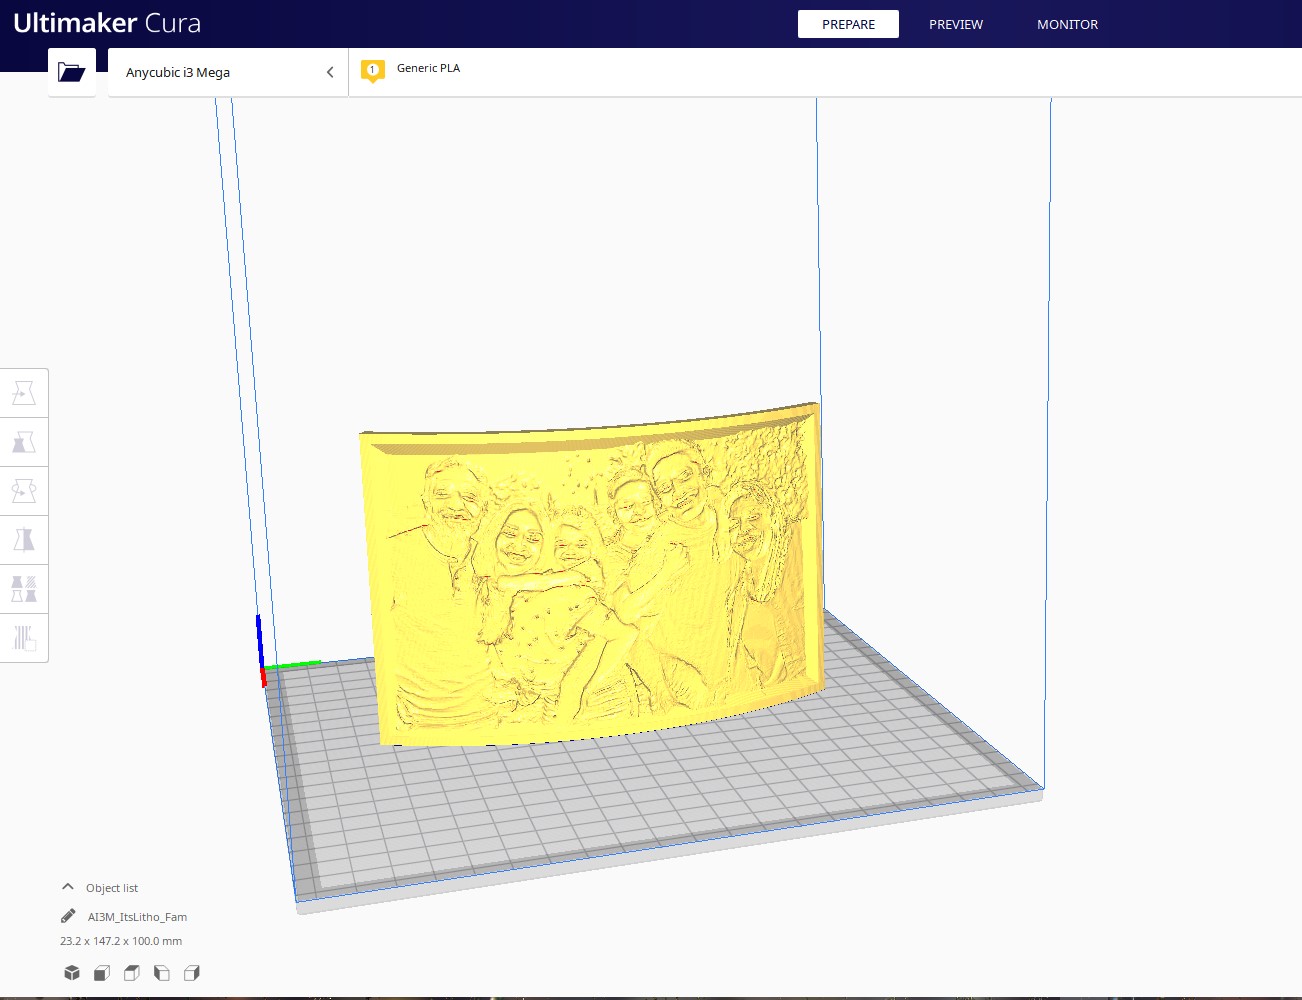 Ultimaker Cura
PREPARE
PREVIEW
MONITOR
Anycubic i3 Mega
1
Generic PLA
Object list
AI3M_ItsLitho_Fam
23.2 x 147.2 x 100.0 mm